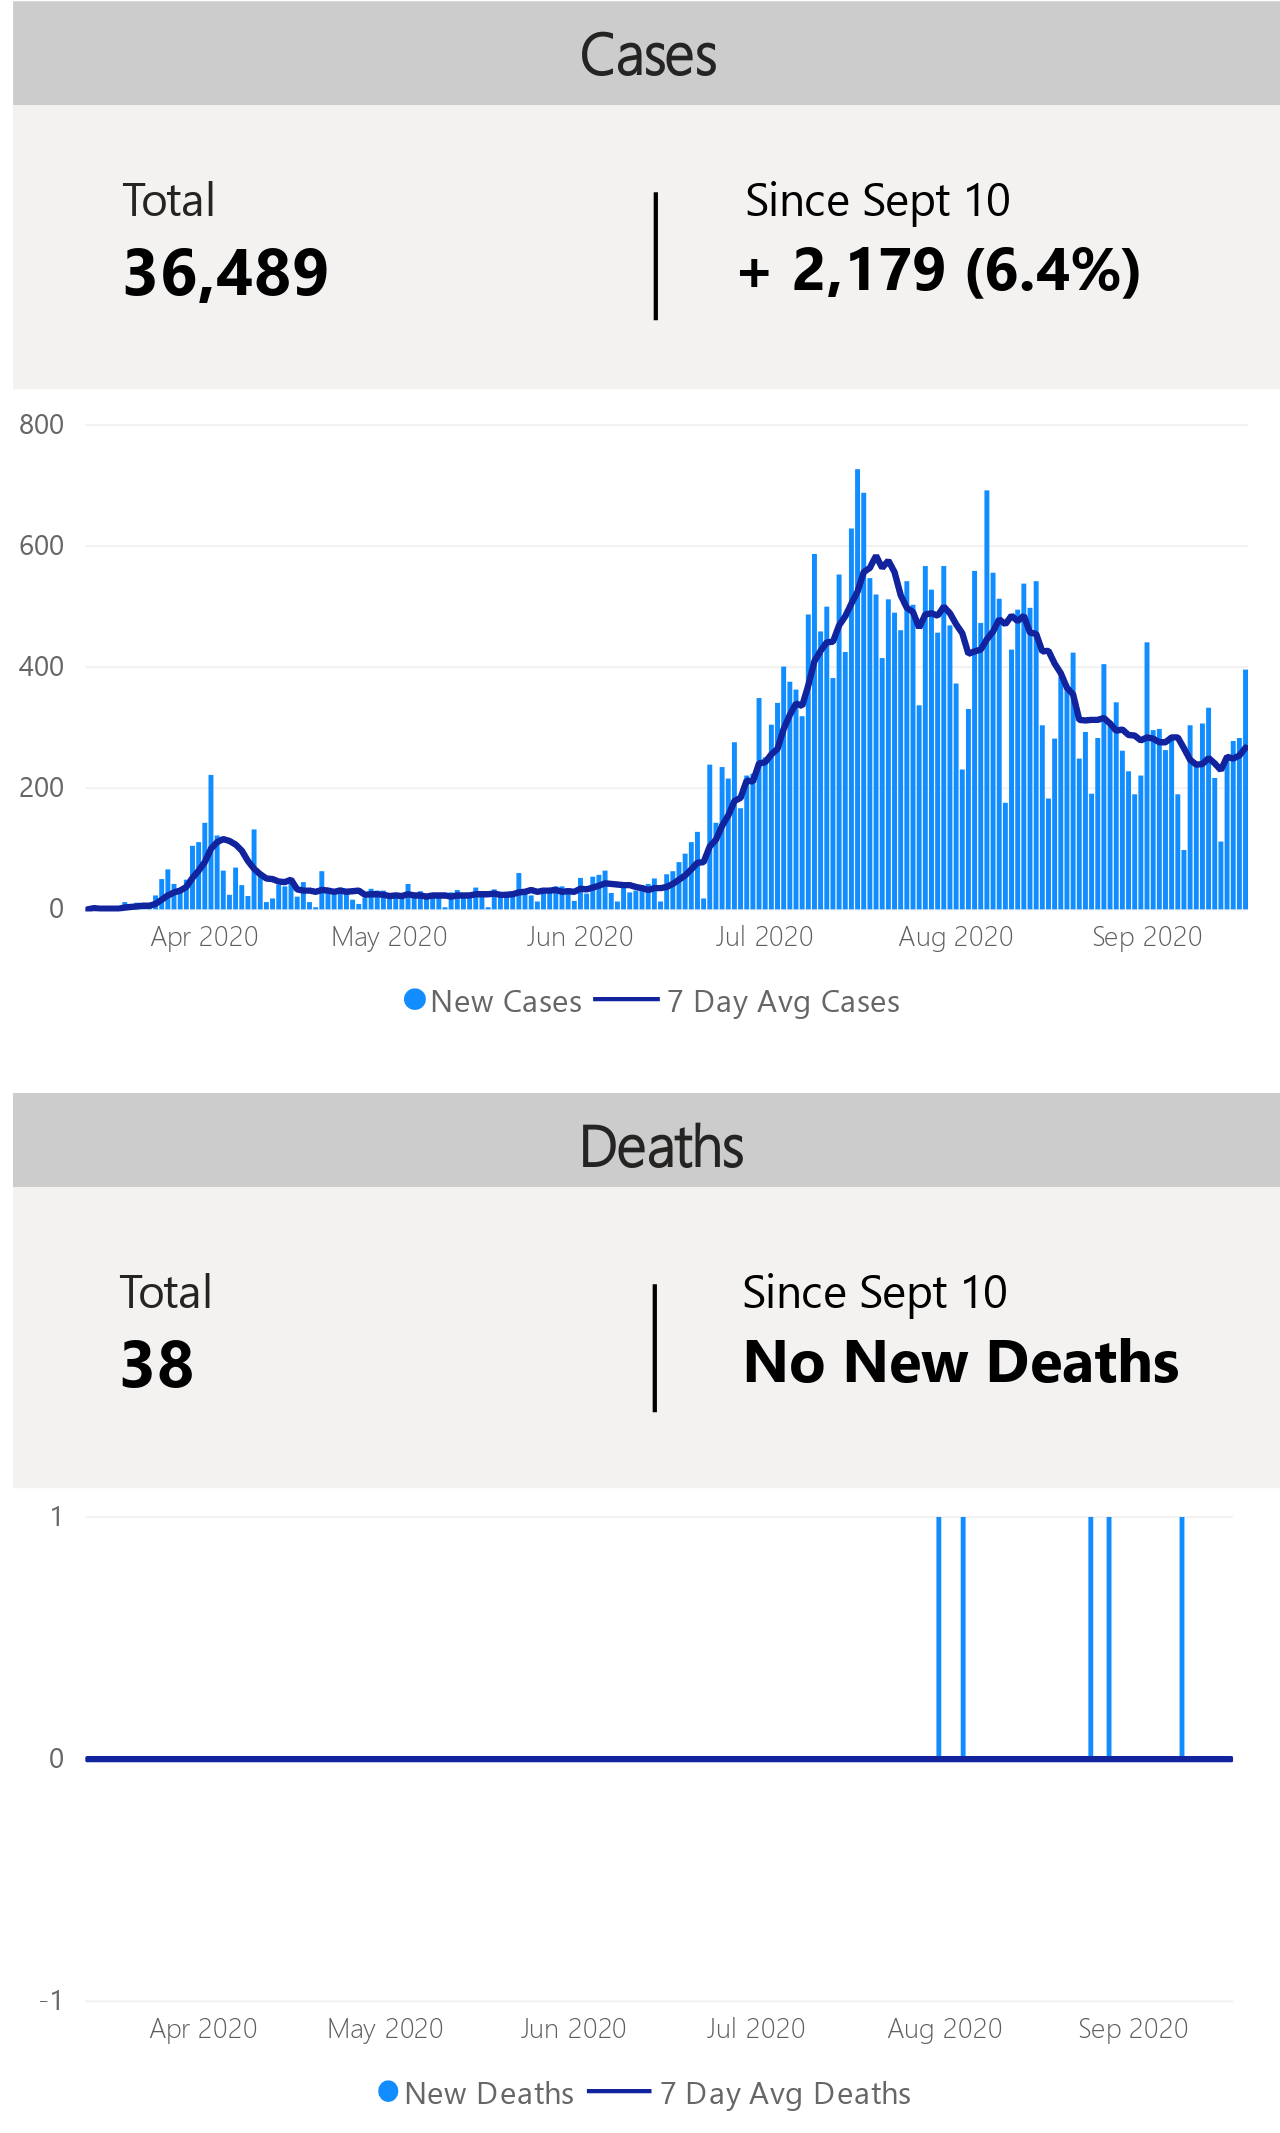 Cases
Total
Since Sept 10
36,489
+ 2,179 (6.4%)
800
600
400
200
0
Apr 2020 May 2020 Jun 2020 Jul 2020 Aug 2020 Sep 2020
New Cases 7 Day Avg Cases
Deaths
Total
Since Sept 10
38
No New Deaths
1
0
-1
Apr 2020 May 2020 Jun 2020 Jul 2020 Aug 2020 Sep 2020
New Deaths 7 Day Avg Deaths